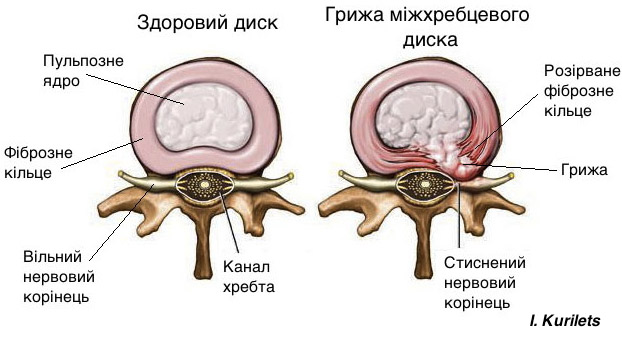 Здоровий диск
Грижа міжхребцевого
диска
Пульпозне
ядро
Розірване
фіброзне
кільце
Фіброзне
кільце
Грижа
Вільний
нервовий
корінець
Канал
хребта
Стиснений
нервовий
корінець
I. Kurilets